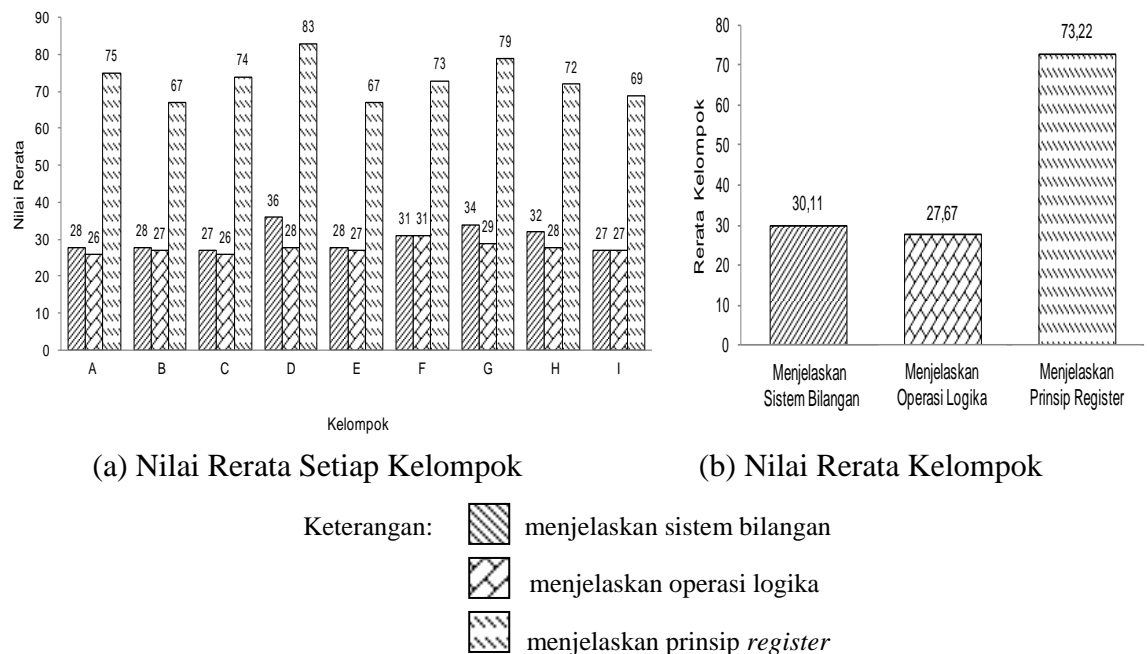 Nilai Rerata
90
80
70
60
50
40
30
20
10
0
28 26 75
28 27 67
27 26 74
36 28 83
28 27 67
31 31 73
34 29 79
32 28 72
27 27 69
A B C D E F G H I
Kelompok
(a) Nilai Rerata Setiap Kelompok
Rerata Kelompok
80
70
60
50
40
30
20
10
0
30,11
27,67
73,22
Menjelaskan
Sistem Bilangan
Menjelaskan
Operasi Logika
Menjelaskan
Prinsip Register
(b) Nilai Rerata Kelompok
Keterangan:
menjelaskan sistem bilangan
menjelaskan operasi logika
menjelaskan prinsip register